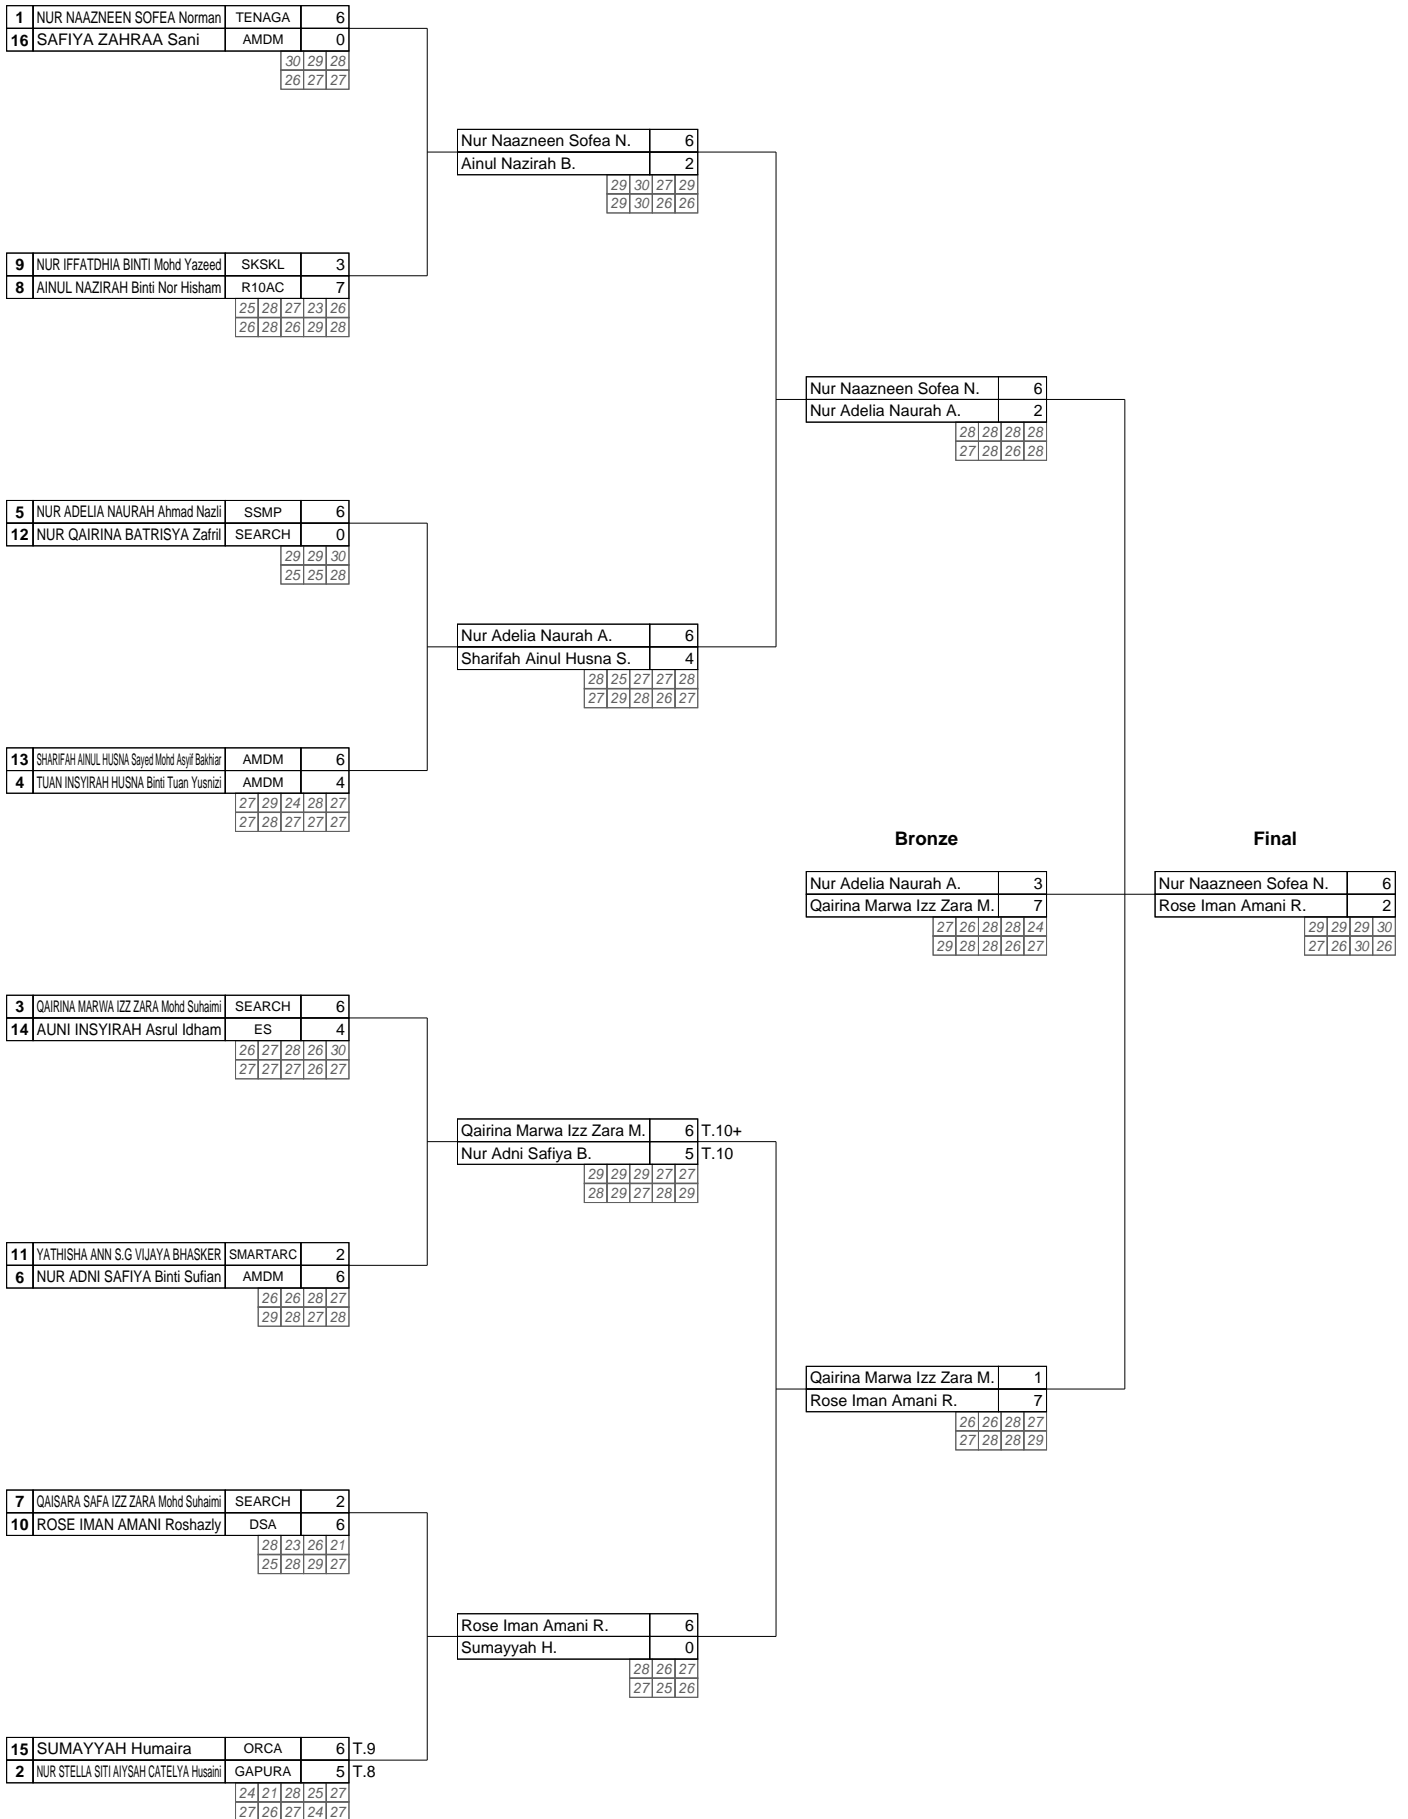 1 NUR NAAZNEEN SOFEA Norman TENAGA 6
16 SAFIYA ZAHRAA Sani AMDM 0
30 29 28
26 27 27
Nur Naazneen Sofea N. 6
Ainul Nazirah B. 2
29 30 27 29
29 30 26 26
9 NUR IFFATDHIA BINTI Mohd Yazeed SKSKL 3
8 AINUL NAZIRAH Binti Nor Hisham R10AC 7
25 28 27 23 26
26 28 26 29 28
Nur Naazneen Sofea N. 6
Nur Adelia Naurah A. 2
28 28 28 28
27 28 26 28
5 NUR ADELIA NAURAH Ahmad Nazli SSMP 6
12 NUR QAIRINA BATRISYA Zafril SEARCH 0
29 29 30
25 25 28
Nur Adelia Naurah A. 6
Sharifah Ainul Husna S. 4
28 25 27 27 28
27 29 28 26 27
13 SHARIFAH AINUL HUSNA Sayed Mohd Asyif Bakhiar AMDM 6
4 TUAN INSYIRAH HUSNA Binti Tuan Yusnizi AMDM 4
27 29 24 28 27
27 28 27 27 27
Bronze Final
Nur Adelia Naurah A. 3 Nur Naazneen Sofea N. 6
Qairina Marwa Izz Zara M. 7 Rose Iman Amani R. 2
27 26 28 28 24 29 29 29 30
29 28 28 26 27 27 26 30 26
3 QAIRINA MARWA IZZ ZARA Mohd Suhaimi SEARCH 6
14 AUNI INSYIRAH Asrul Idham ES 4
26 27 28 26 30
27 27 27 26 27
Qairina Marwa Izz Zara M. 6 T.10+
Nur Adni Safiya B. 5 T.10
29 29 29 27 27
28 29 27 28 29
11 YATHISHA ANN S.G VIJAYA BHASKER SMARTARC 2
6 NUR ADNI SAFIYA Binti Sufian AMDM 6
26 26 28 27
29 28 27 28
Qairina Marwa Izz Zara M. 1
Rose Iman Amani R. 7
26 26 28 27
27 28 28 29
7 QAISARA SAFA IZZ ZARA Mohd Suhaimi SEARCH 2
10 ROSE IMAN AMANI Roshazly DSA 6
28 23 26 21
25 28 29 27
Rose Iman Amani R. 6
Sumayyah H. 0
28 26 27
27 25 26
15 SUMAYYAH Humaira ORCA 6 T.9
2 NUR STELLA SITI AIYSAH CATELYA Husaini GAPURA 5 T.8
24 21 28 25 27
27 26 27 24 27